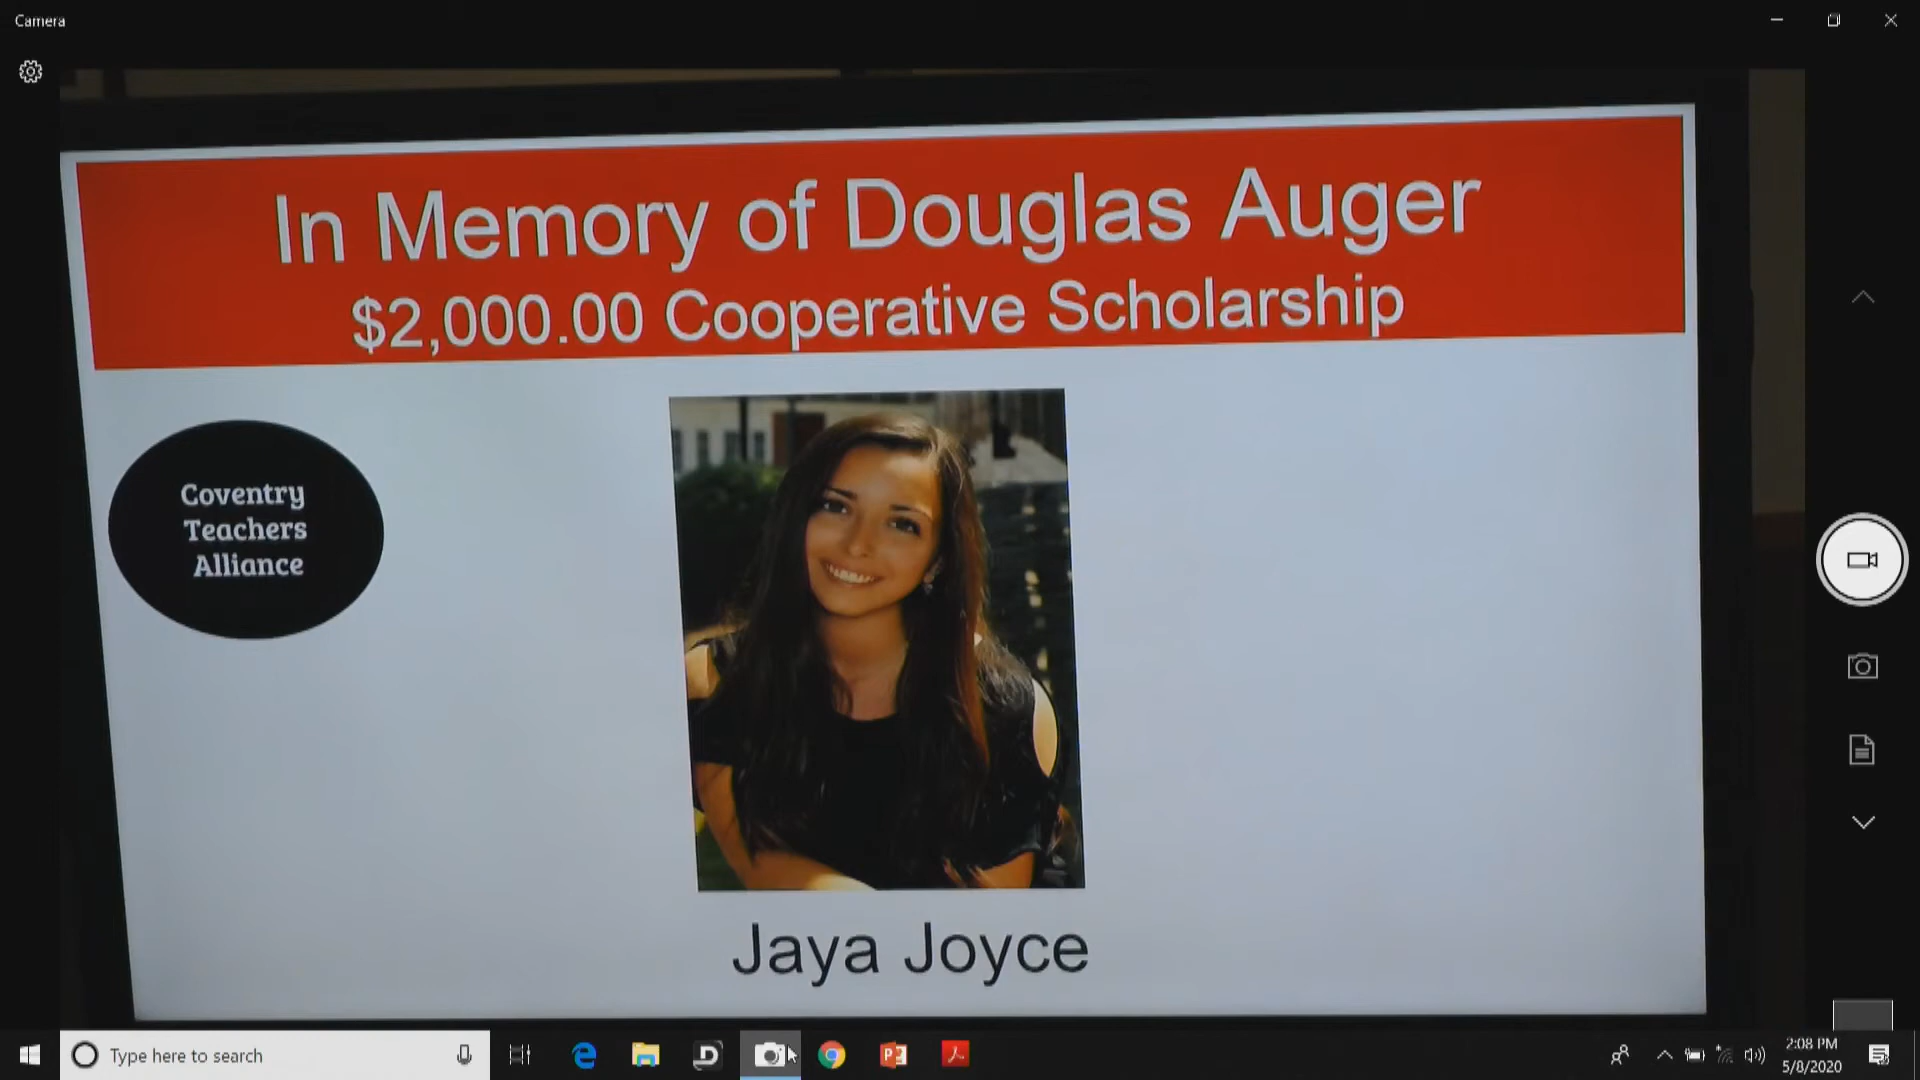 Camera
In Memory of Douglas Auger
$2,000.00 Cooperative Scholarship
Coventry
Teachers
Alliance
Jaya Joyce
Type here to search
2:08 PM
5/8/2020